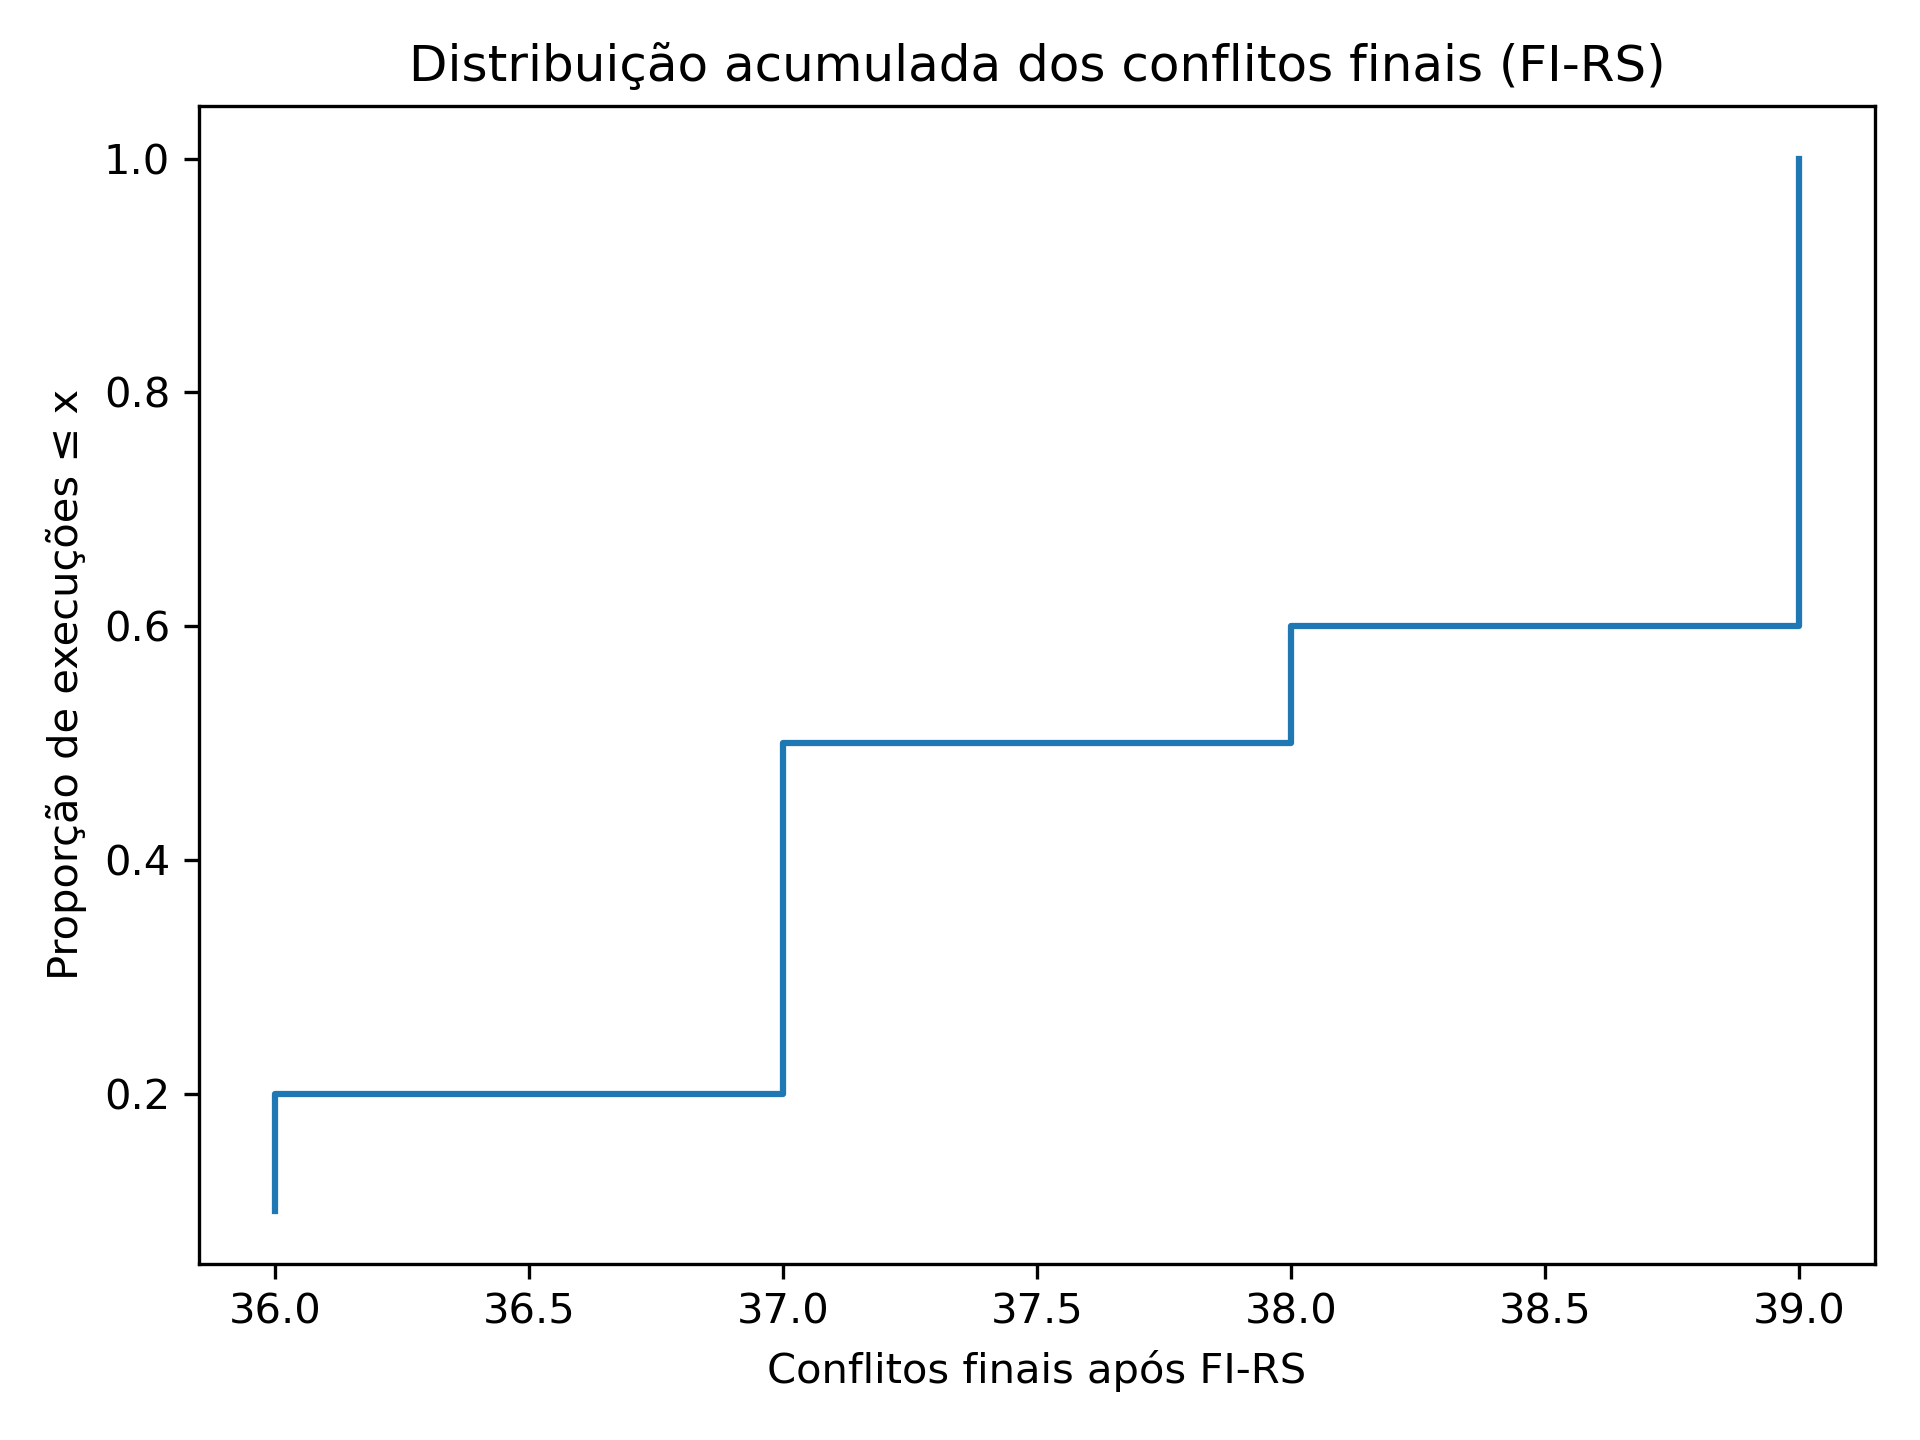 Distribuição acumulada dos conflitos finais (FI-RS)
Proporção de execuções ≤ x
1.0
0.8
0.6
0.4
0.2
36.0 36.5 37.0 37.5 38.0 38.5 39.0
Conflitos finais após FI-RS